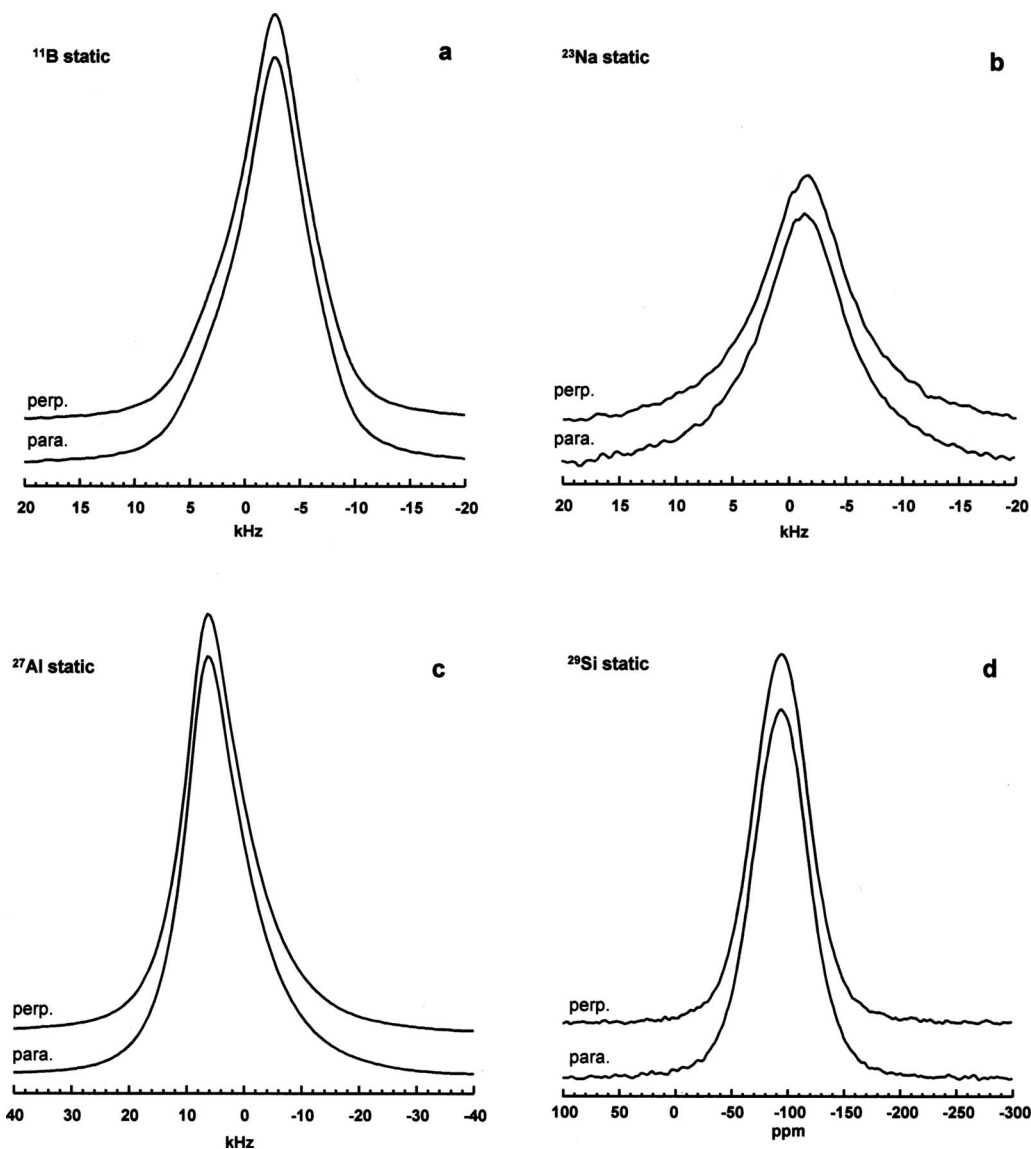 ¹¹B static
a
perp.
para.
20 15 10 5 0 -5 -10 -15 -20
kHz
²³Na static
b
perp.
para.
20 15 10 5 0 -5 -10 -15 -20
kHz
²⁷Al static
c
perp.
para.
40 30 20 10 0 -10 -20 -30 -40
kHz
²⁹Si static
d
perp.
para.
100 50 0 -50 -100 -150 -200 -250 -300
ppm